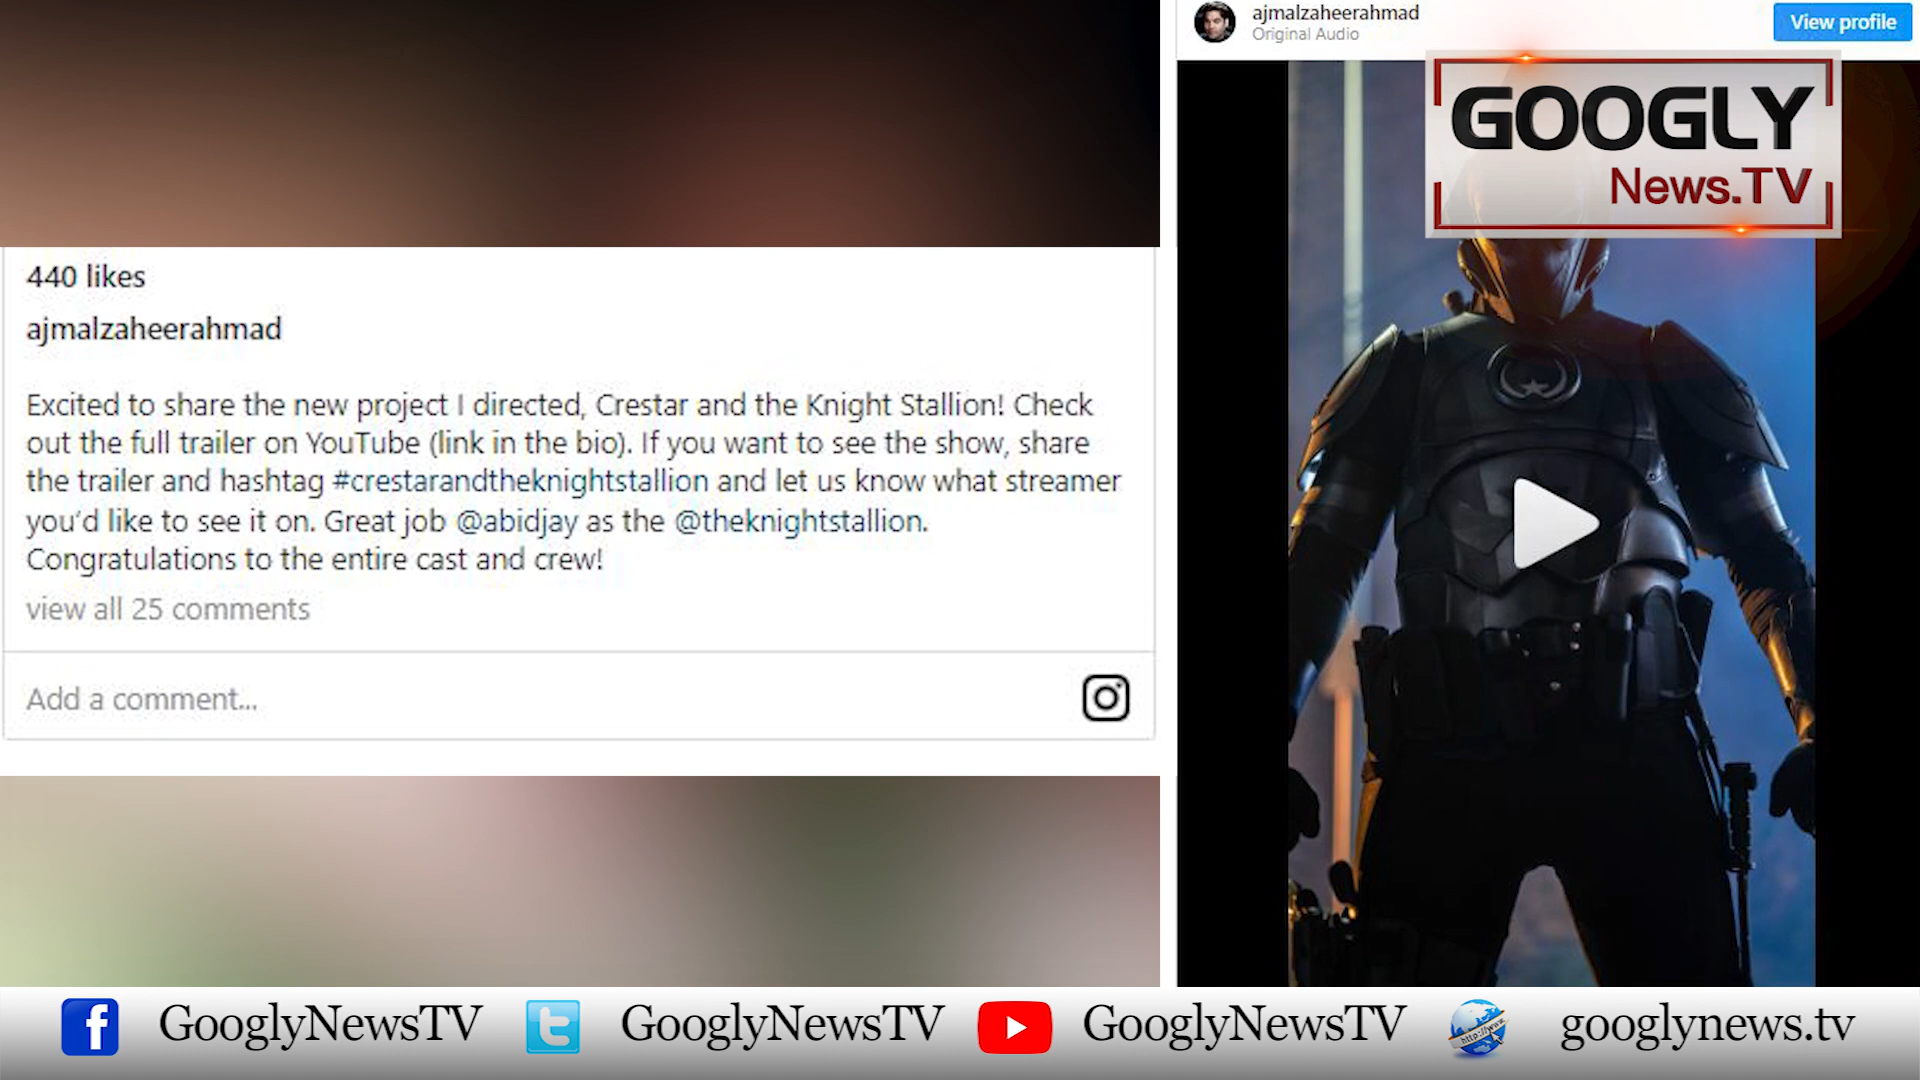 ajmalzaheerahmad
Original Audio
View profile
GOOGLY
News.TV
440 likes
ajmalzaheerahmad
Excited to share the new project I directed, Crestar and the Knight Stallion! Check
out the full trailer on YouTube (link in the bio). If you want to see the show, share
the trailer and hashtag #crestarandtheknightstallion and let us know what streamer
you'd like to see it on. Great job @abidjay as the @theknightstallion.
Congratulations to the entire cast and crew!
view all 25 comments
Add a comment...
GooglyNewsTV
GooglyNewsTV
GooglyNewsTV
http://www
googlynews.tv